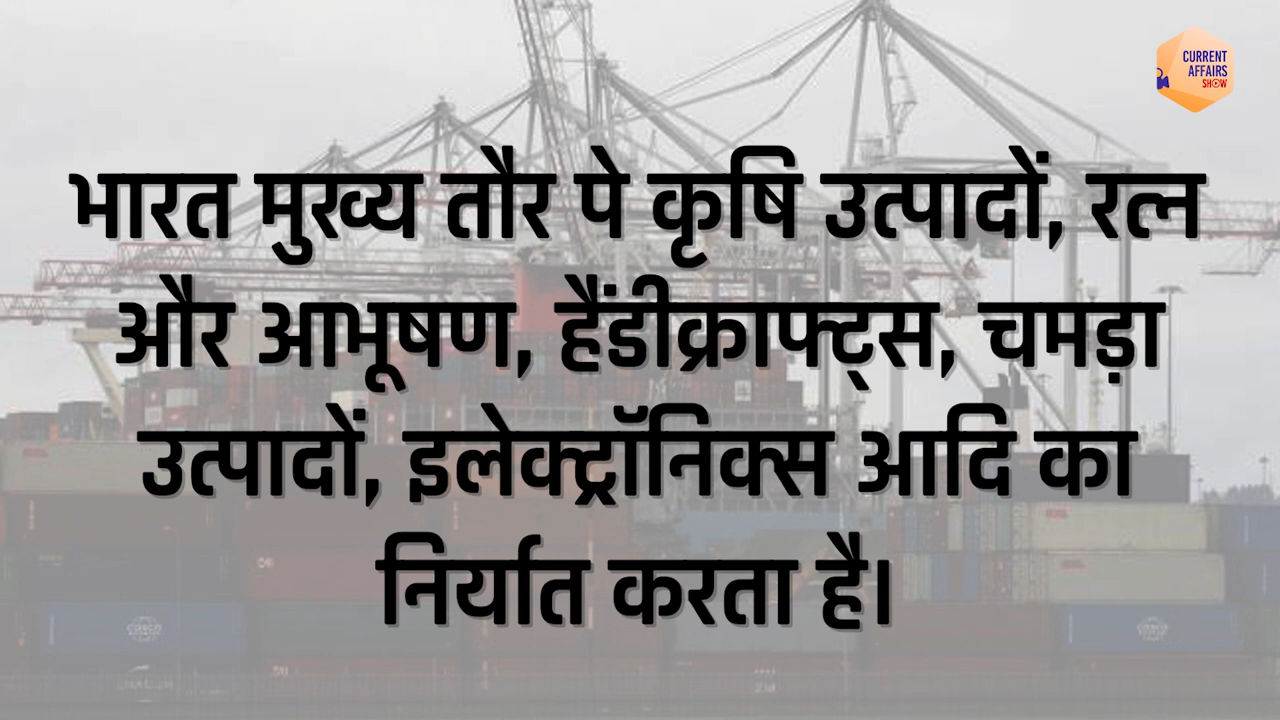 CURRENT
AFFAIRS
SHOW
भारत मुख्य तौर पे कृषि उत्पादों, रत्न
और आभूषण, हैंडीक्राफ्ट्स, चमड़ा
उत्पादों, इलेक्ट्रॉनिक्स आदि का
निर्यात करता है।